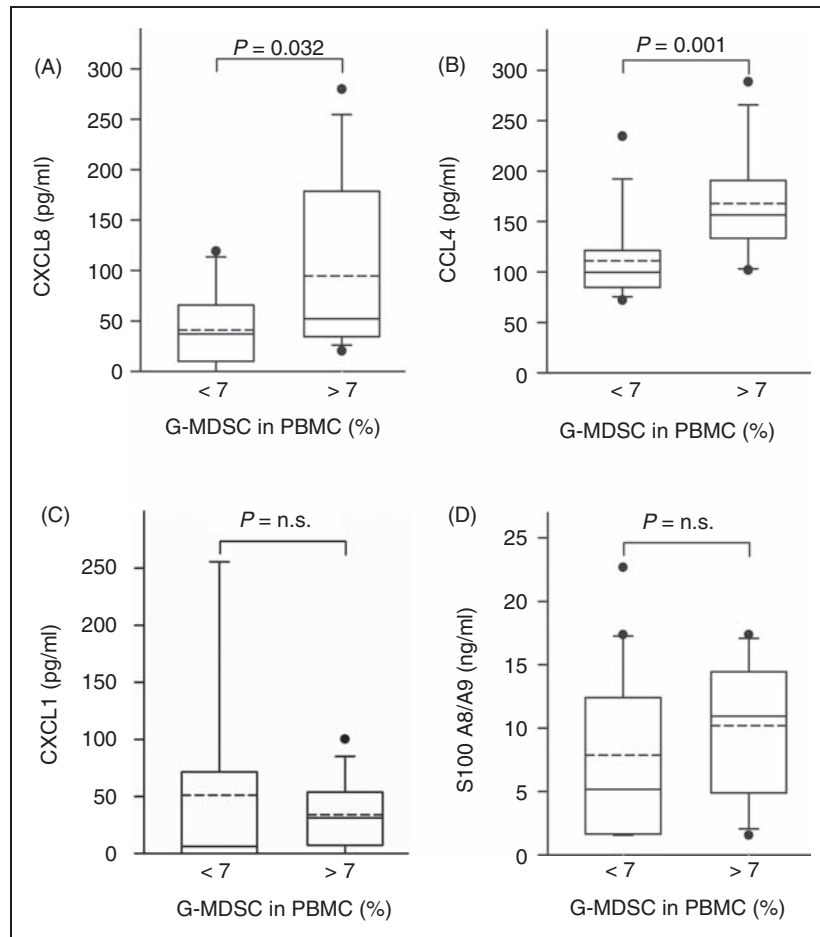 (A)
P = 0.032
300
250
200
150
100
50
0
CXCL8 (pg/ml)
< 7
> 7
G-MDSC in PBMC (%)
(B)
P = 0.001
300
250
200
150
100
50
0
CCL4 (pg/ml)
< 7
> 7
G-MDSC in PBMC (%)
(C)
P = n.s.
250
200
150
100
50
0
CXCL1 (pg/ml)
< 7
> 7
G-MDSC in PBMC (%)
(D)
P = n.s.
25
20
15
10
5
0
S100 A8/A9 (ng/ml)
< 7
> 7
G-MDSC in PBMC (%)